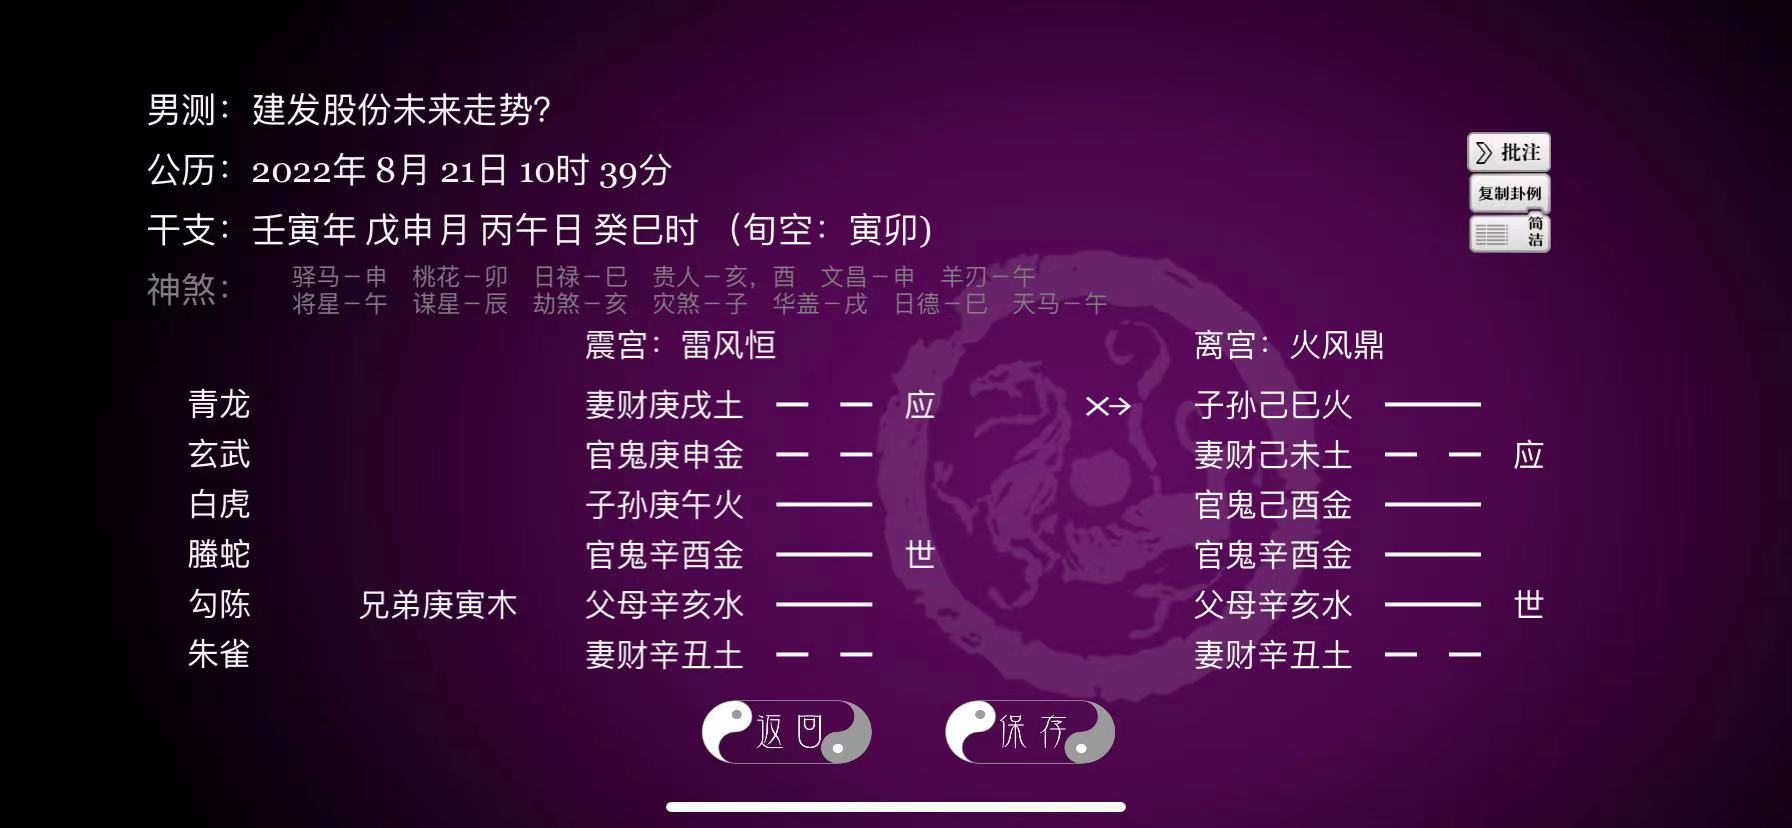 男测：建发股份未来走势?
公历：2022年 8月 21日 10时 39分
干支：壬寅年 戊申月 丙午日 癸巳时 （旬空：寅卯)
神煞： 驿马－申 桃花－卯 日禄－巳 贵人－亥，酉 文昌－申 羊刃－午
将星－午 谋星－辰 劫煞－亥 灾煞－子 华盖－戌 日德－巳 天马－午
批注
复制卦例
简洁
震宫：雷风恒 离宫：火风鼎
青龙 妻财庚戌土 应 ×→ 子孙己巳火
玄武 官鬼庚申金 妻财己未土 应
白虎 子孙庚午火 官鬼己酉金
螣蛇 官鬼辛酉金 世 官鬼辛酉金
勾陈 兄弟庚寅木 父母辛亥水 父母辛亥水 世
朱雀 妻财辛丑土 妻财辛丑土
返回 保存